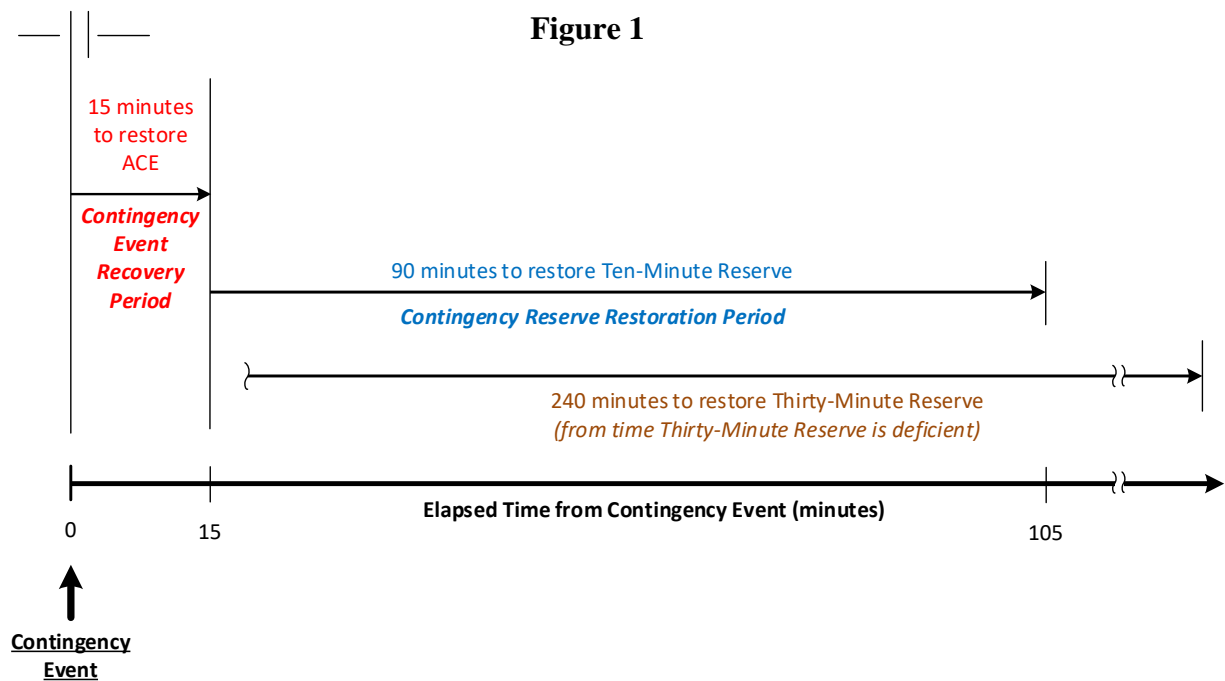 Figure 1
15 minutes
to restore
ACE
Contingency
Event
Recovery
Period
90 minutes to restore Ten-Minute Reserve
Contingency Reserve Restoration Period
240 minutes to restore Thirty-Minute Reserve
(from time Thirty-Minute Reserve is deficient)
Elapsed Time from Contingency Event (minutes)
0
15
105
Contingency
Event